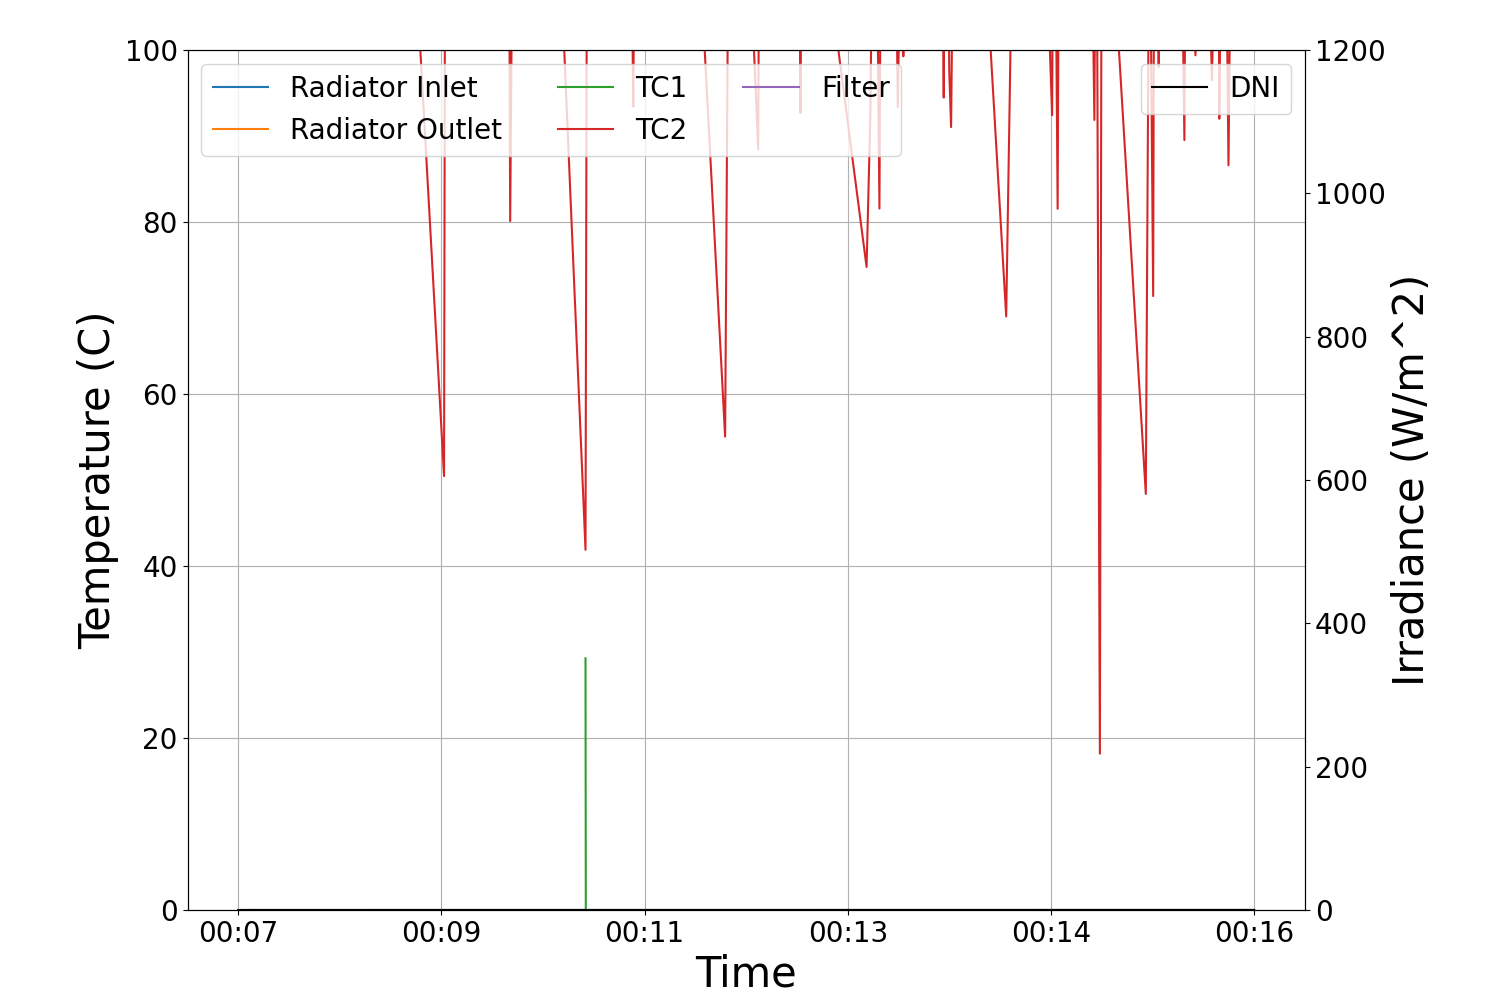 100
80
60
40
20
0
1200
1000
800
600
400
200
0
Radiator Inlet
Radiator Outlet
TC1
TC2
Filter
DNI
Temperature (C)
Irradiance (W/m^2)
00:07 00:09 00:11 00:13 00:14 00:16
Time